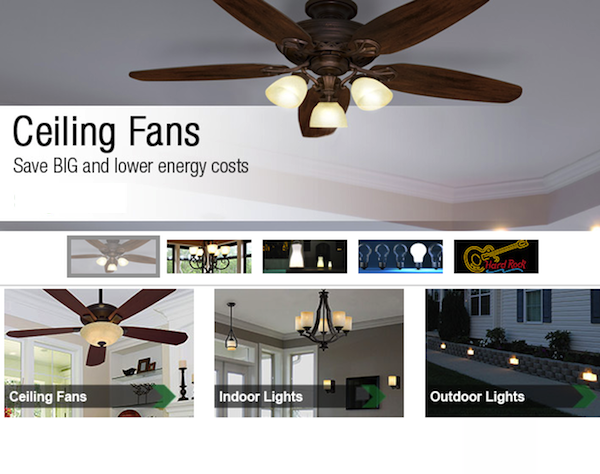 Ceiling Fans
Save BIG and lower energy costs
Hard Rock
Ceiling Fans
Indoor Lights
Outdoor Lights